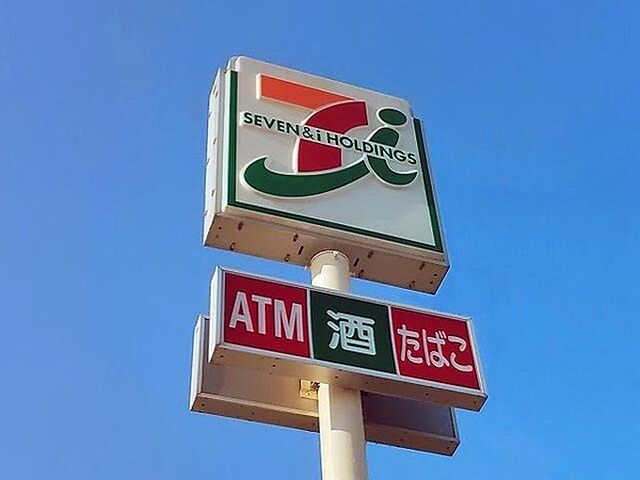 SEVEN & i HOLDINGS
ATM 酒 たばこ